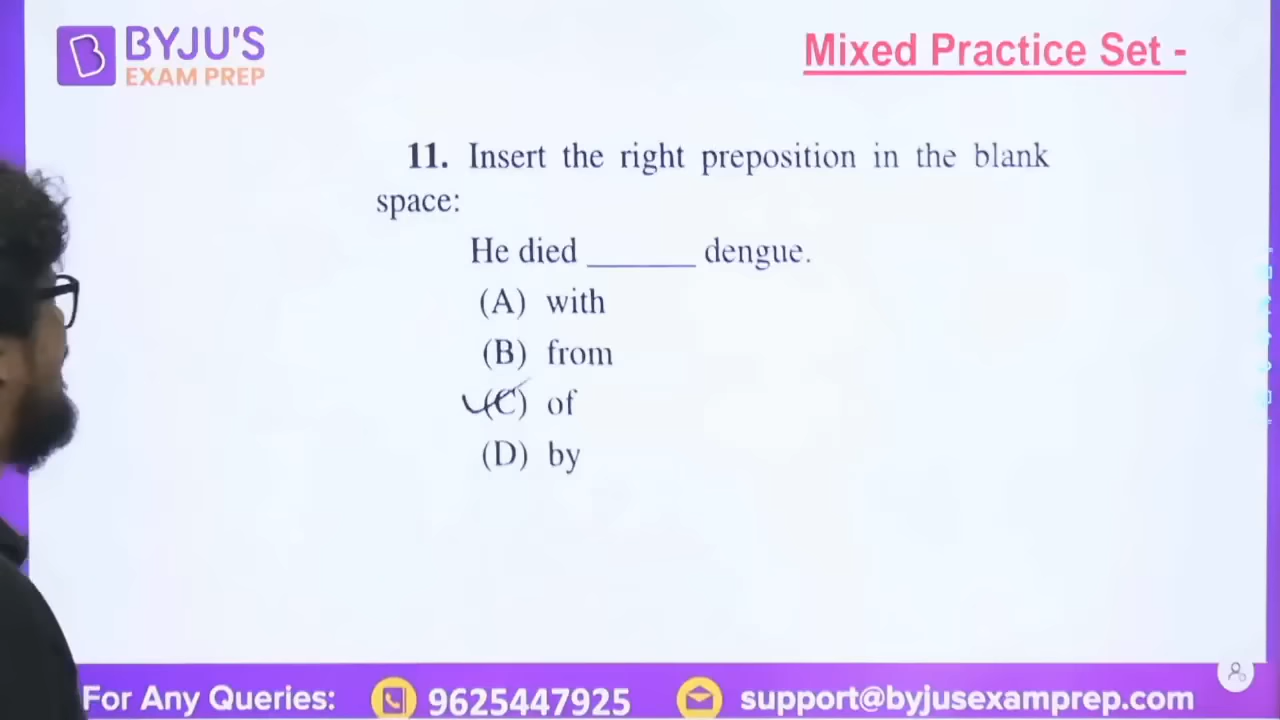 BYJU'S
EXAM PREP
Mixed Practice Set -
11. Insert the right preposition in the blank
space:
He died ______ dengue.
(A) with
(B) from
(C) of
(D) by
For Any Queries: 9625447925 support@byjusexamprep.com